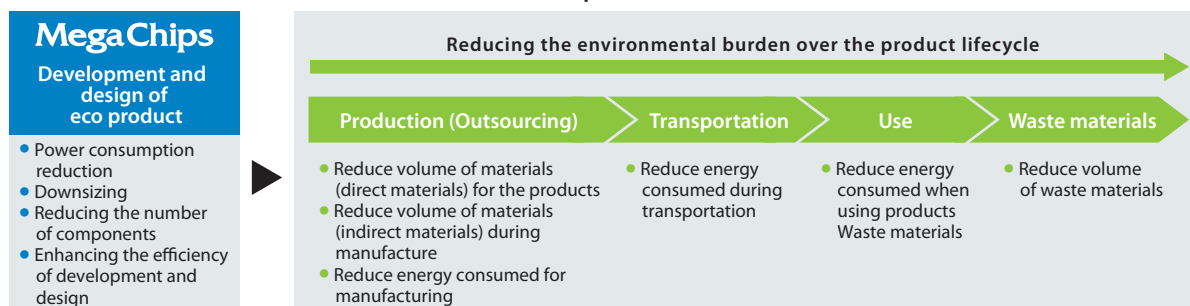 MegaChips
Development and
design of
eco product
• Power consumption
reduction
• Downsizing
• Reducing the number
of components
• Enhancing the efficiency
of development and
design
Reducing the environmental burden over the product lifecycle
Production (Outsourcing)
• Reduce volume of materials
(direct materials) for the products
• Reduce volume of materials
(indirect materials) during
manufacture
• Reduce energy consumed for
manufacturing
Transportation
• Reduce energy
consumed during
transportation
Use
• Reduce energy
consumed when
using products
Waste materials
Waste materials
• Reduce volume
of waste materials